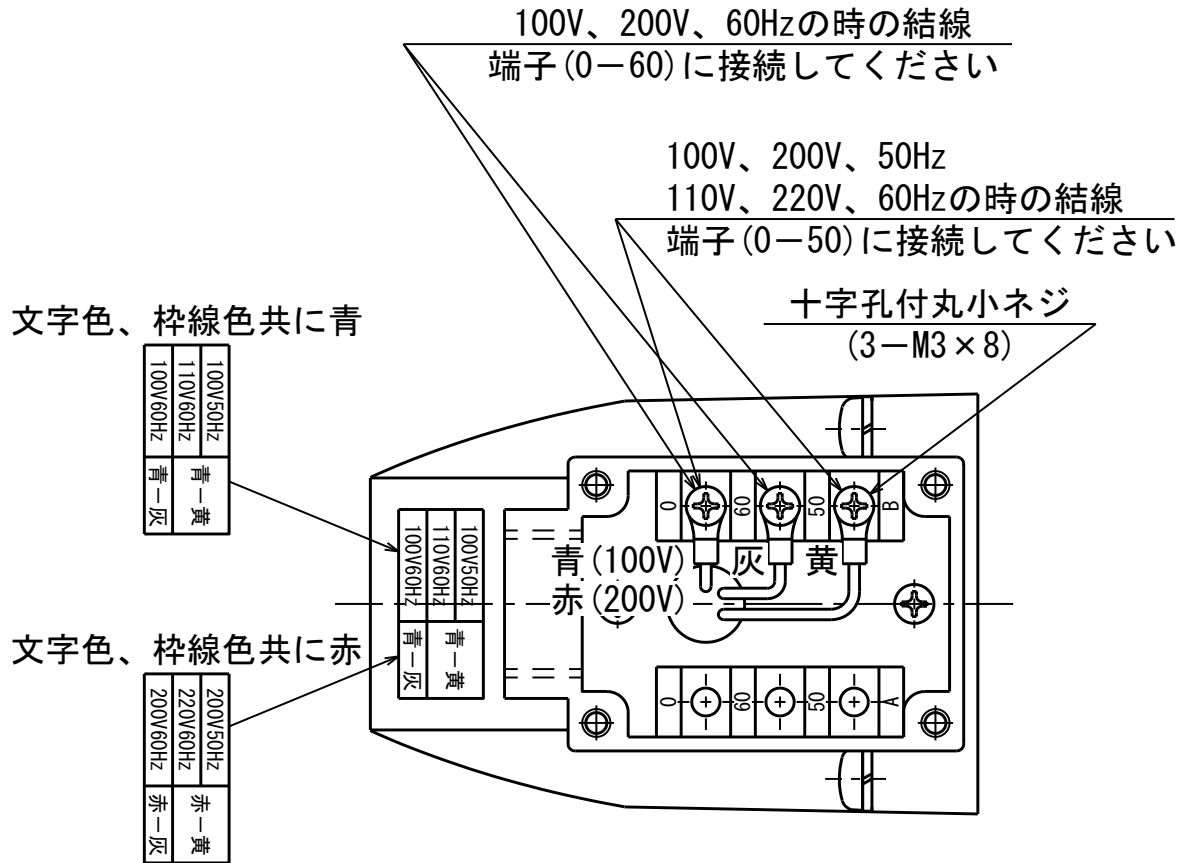 100V、200V、60Hzの時の結線
端子(0－60)に接続してください
100V、200V、50Hz
110V、220V、60Hzの時の結線
端子(0－50)に接続してください
十字孔付丸小ネジ
(3－M3×8)
文字色、枠線色共に青
100V50Hz
110V60Hz
青－黄
100V60Hz
青－灰
0
60
50
B
青(100V)
灰
黄
赤(200V)
100V50Hz
110V60Hz
青－黄
100V60Hz
青－灰
文字色、枠線色共に赤
200V50Hz
220V60Hz
赤－黄
200V60Hz
赤－灰
0
60
50
A